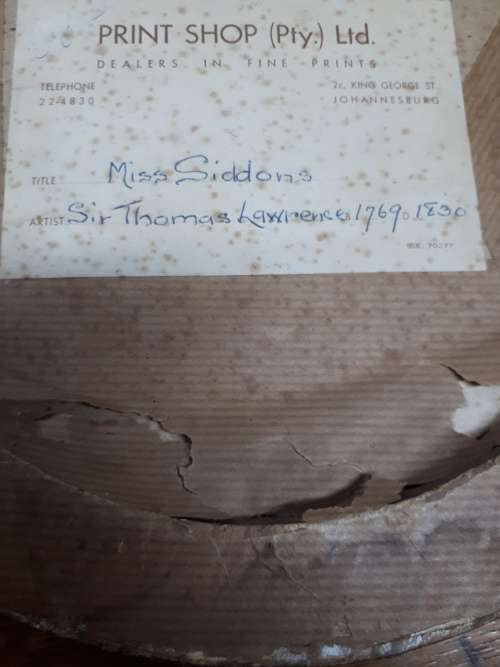 PRINT SHOP (Pty.) Ltd.
DEALERS IN FINE PRINTS
TELEPHONE
22-4830
2c, KING GEORGE ST.
JOHANNESBURG
TITLE Miss Siddons
ARTIST Sir Thomas Lawrence 1769 1830